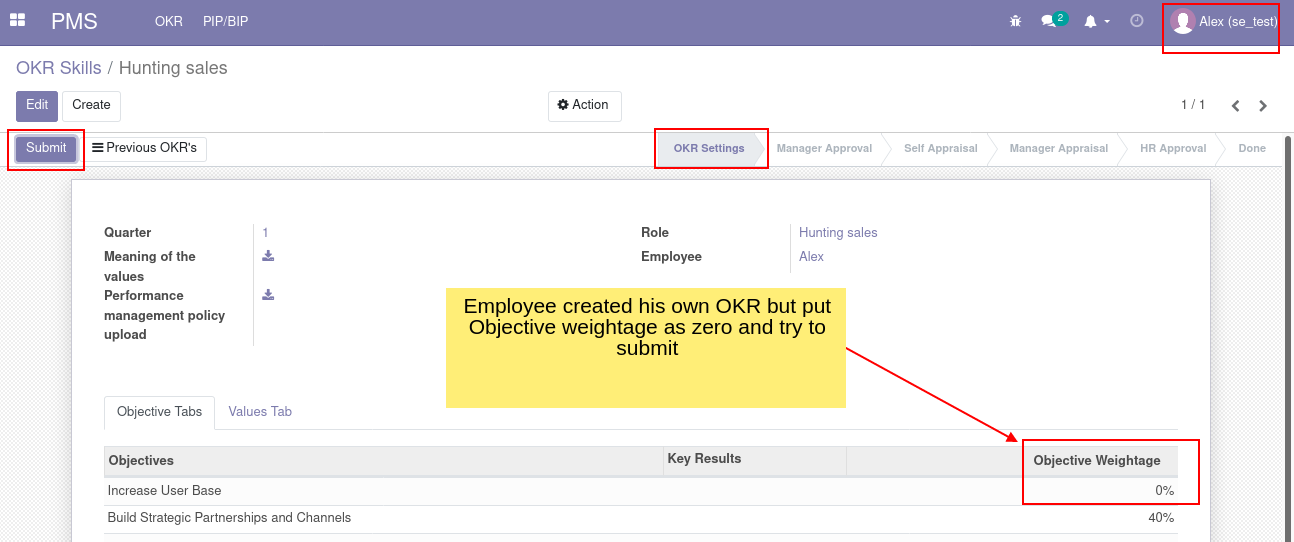 PMS OKR PIP/BIP 2 Alex (se_test)
OKR Skills / Hunting sales
Edit Create Action 1 / 1
Submit Previous OKR's OKR Settings Manager Approval Self Appraisal Manager Appraisal HR Approval Done
Quarter 1 Role Hunting sales
Meaning of the values Employee Alex
Performance management policy upload
Employee created his own OKR but put
Objective weightage as zero and try to
submit
Objective Tabs Values Tab
Objectives Key Results Objective Weightage
Increase User Base 0%
Build Strategic Partnerships and Channels 40%